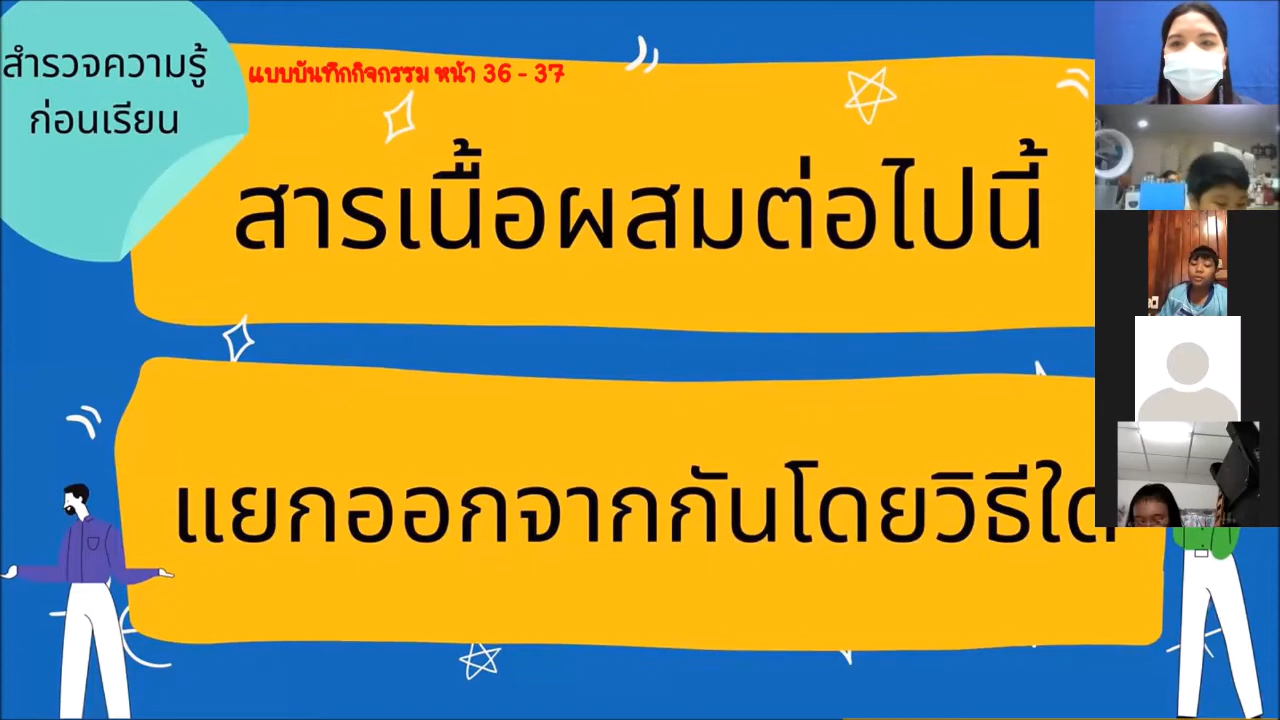 สำรวจความรู้
ก่อนเรียน
แบบบันทึกกิจกรรม หน้า 36 - 37
สารเนื้อผสมต่อไปนี้
แยกออกจากกันโดยวิธีใด